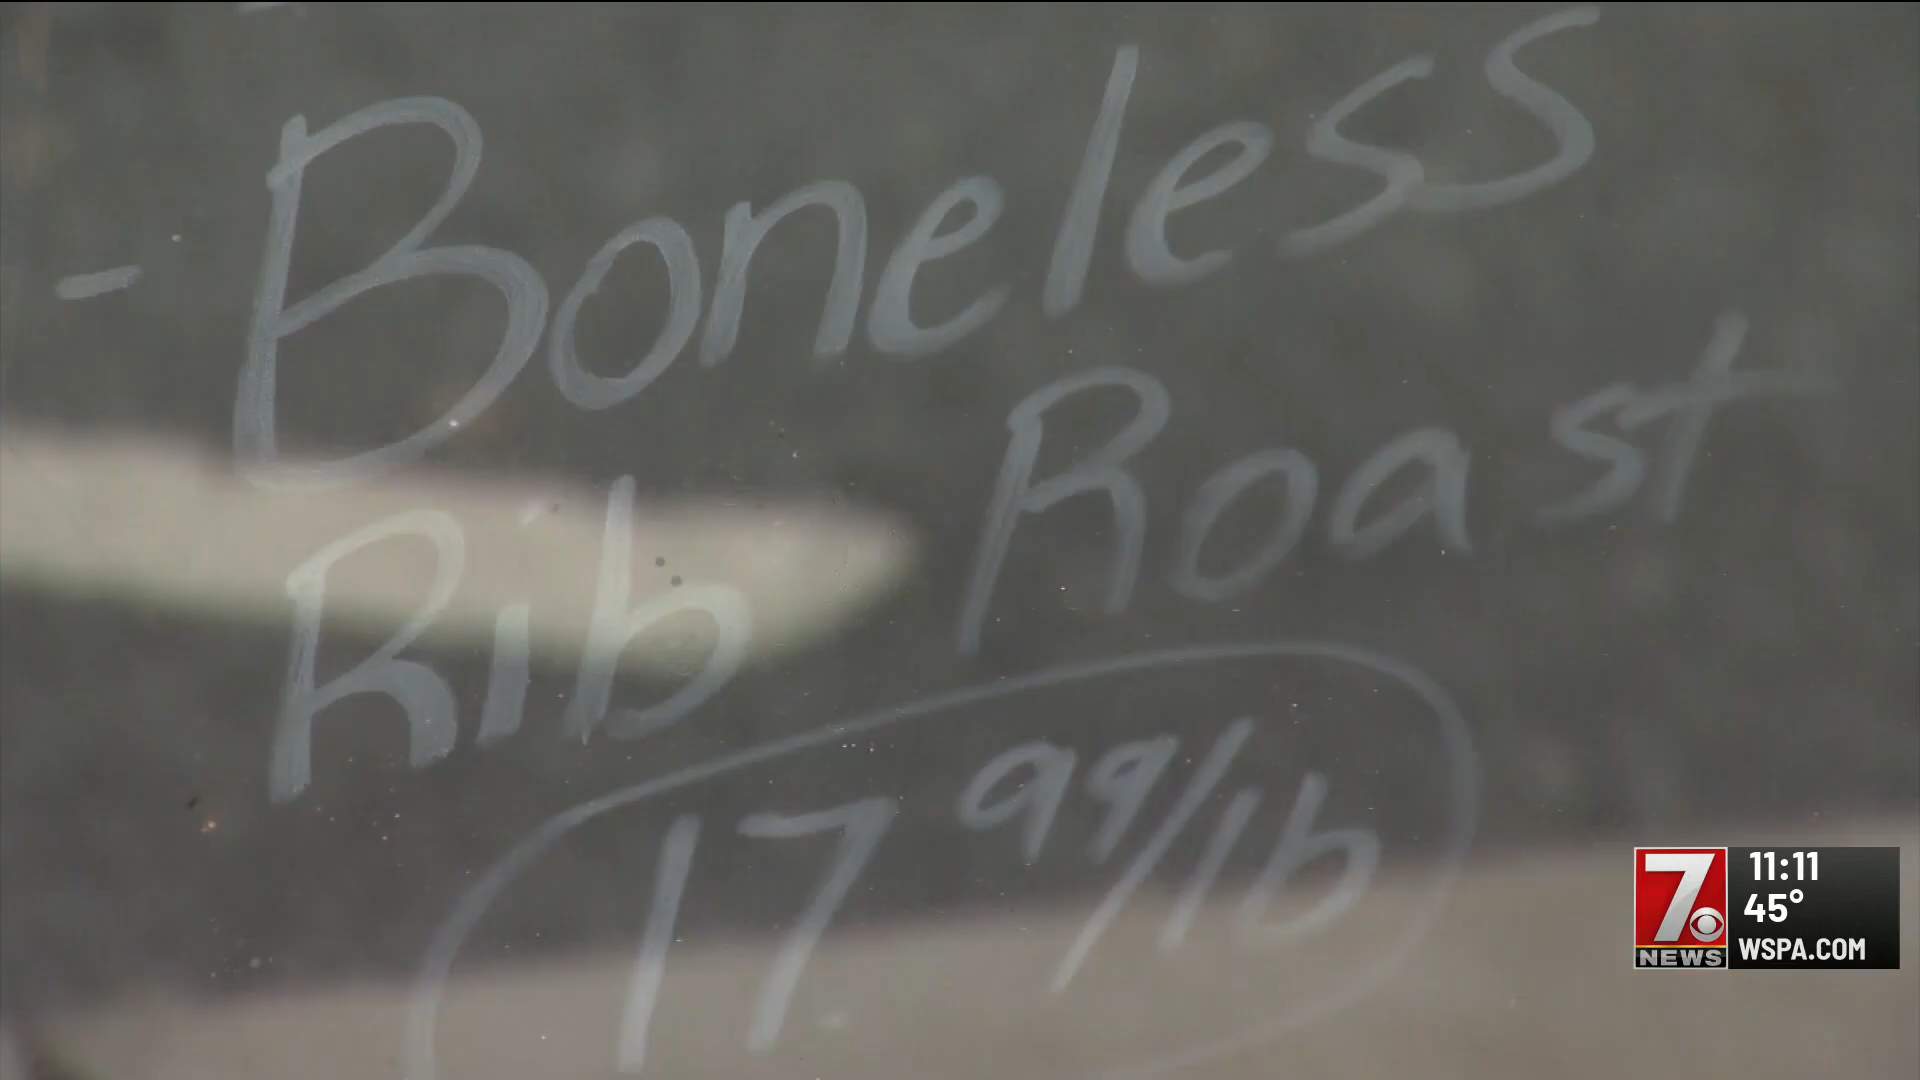 - Boneless
Rib Roast
17 99/lb
7
NEWS
11:11
45°
WSPA.COM